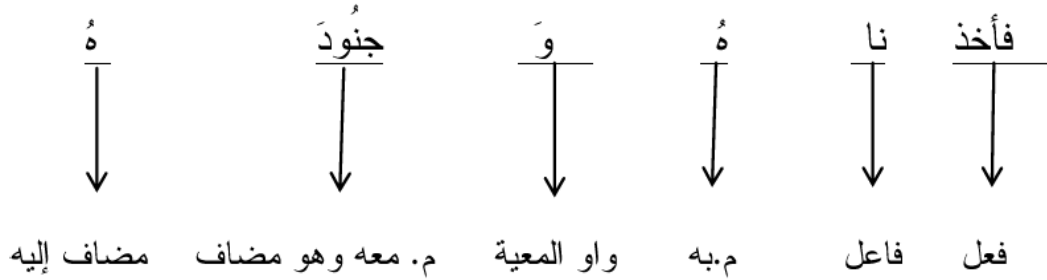 فأخذ نا هُ وَ جنُودَ هُ
فعل فاعل م.به واو المعية م. معه وهو مضاف مضاف إليه